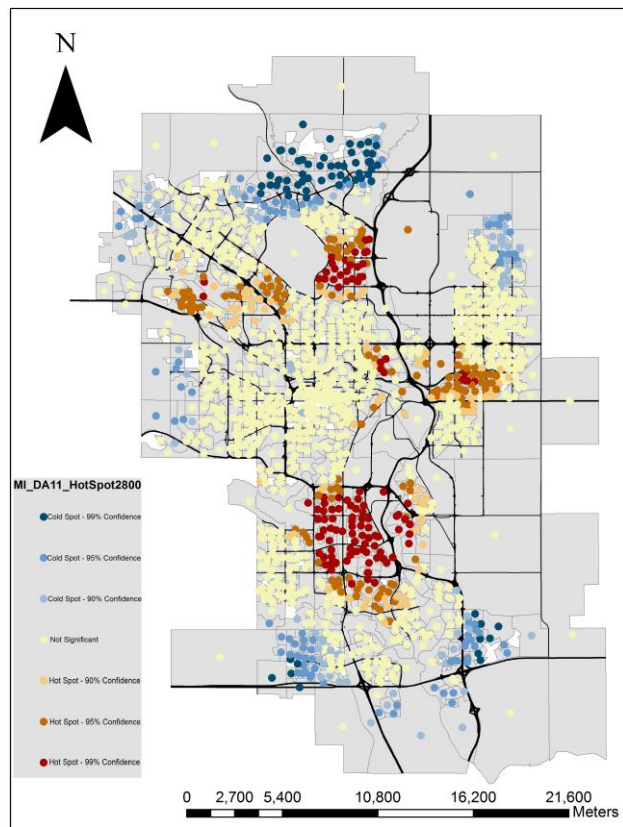 N
MI_DA11_HotSpot2800
Cold Spot - 99% Confidence
Cold Spot - 95% Confidence
Cold Spot - 90% Confidence
Not Significant
Hot Spot - 90% Confidence
Hot Spot - 95% Confidence
Hot Spot - 99% Confidence
0 2,700 5,400 10,800 16,200 21,600
Meters